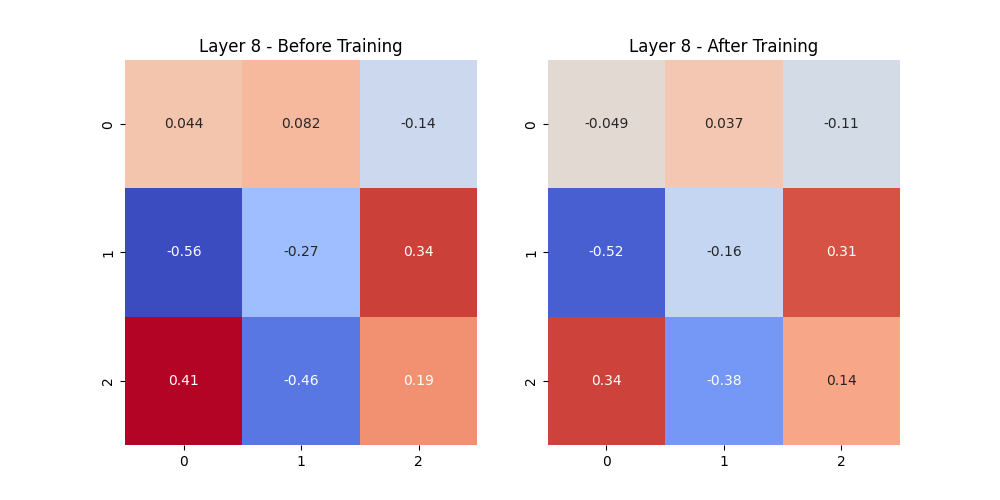 Layer 8 - Before Training
Layer 8 - After Training
0
0.044 0.082 -0.14
1
-0.56 -0.27 0.34
2
0.41 -0.46 0.19
0 1 2
0
-0.049 0.037 -0.11
1
-0.52 -0.16 0.31
2
0.34 -0.38 0.14
0 1 2